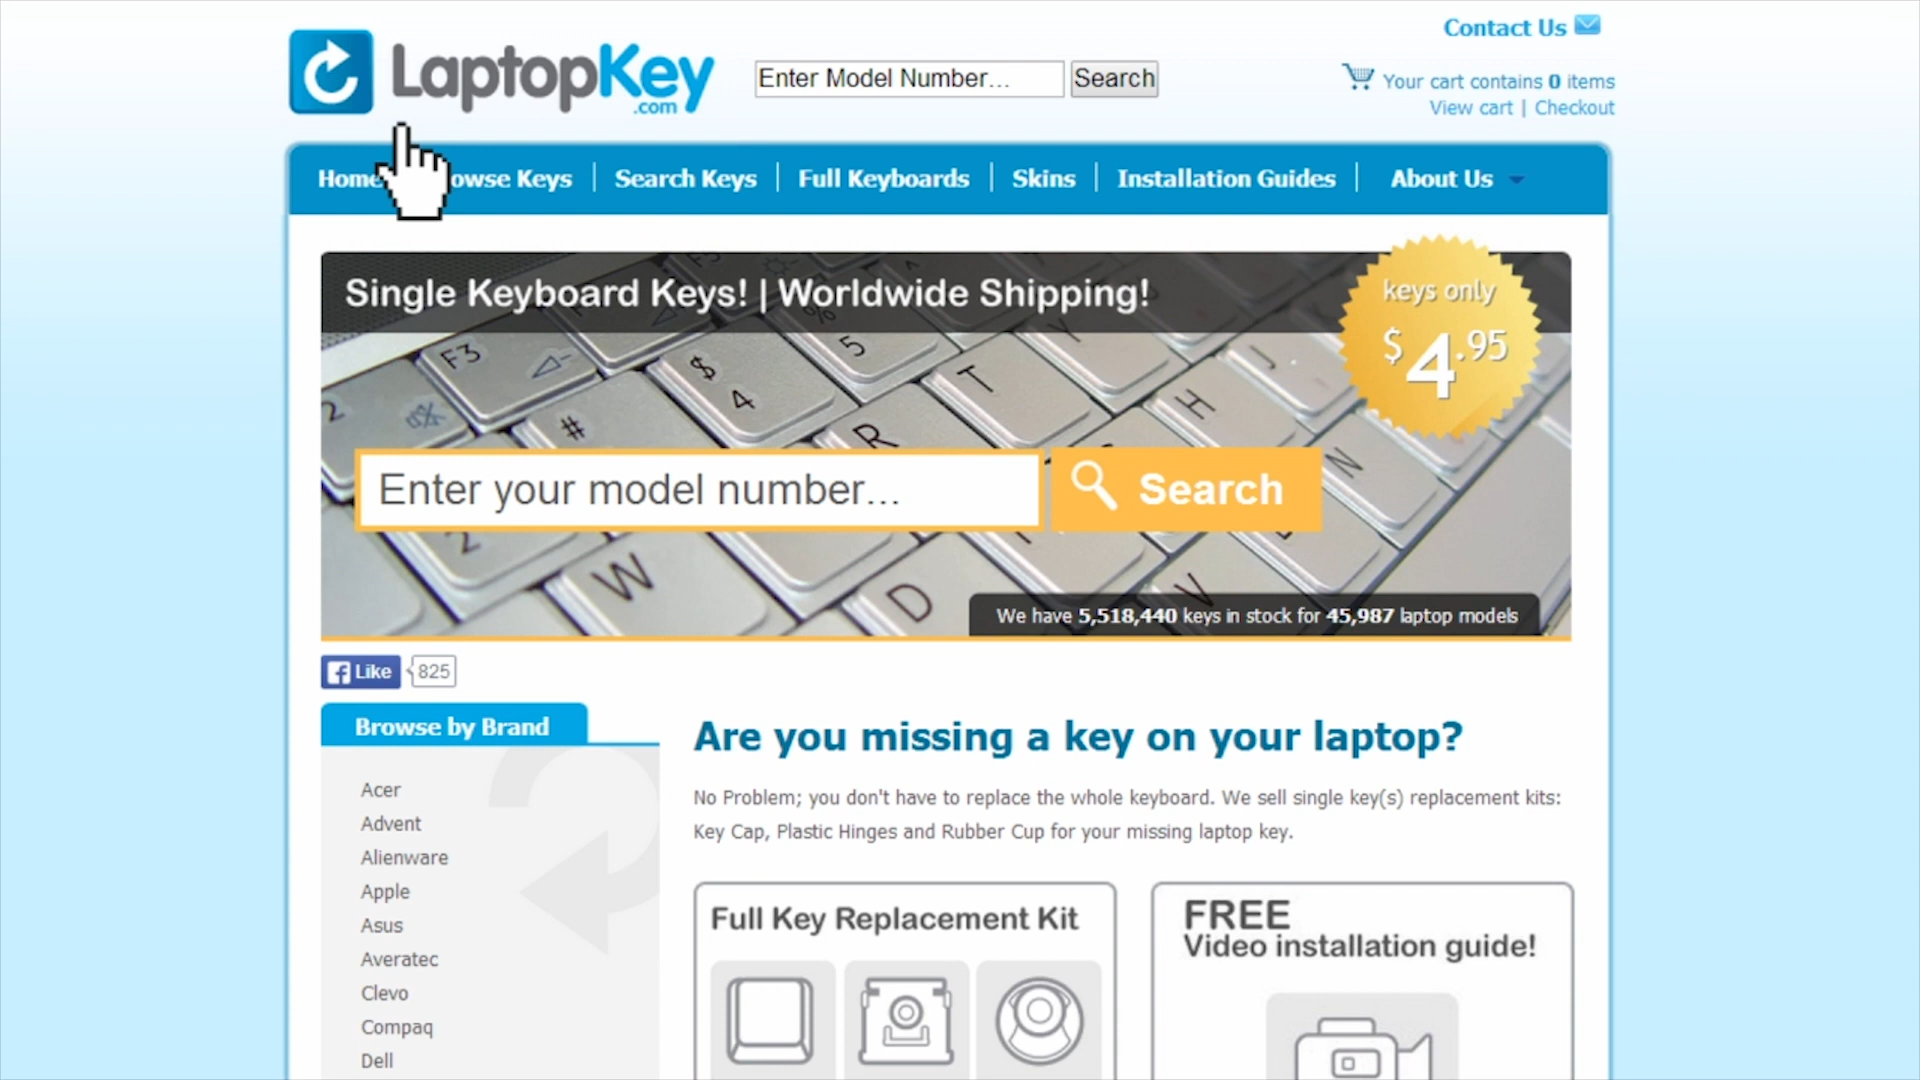 Contact Us
LaptopKey
.com
Enter Model Number...
Search
Your cart contains 0 items
View cart | Checkout
Home
owse Keys
Search Keys
Full Keyboards
Skins
Installation Guides
About Us
Single Keyboard Keys! | Worldwide Shipping!
keys only
$4.95
Enter your model number...
Search
We have 5,518,440 keys in stock for 45,987 laptop models
Like
825
Browse by Brand
Acer
Advent
Alienware
Apple
Asus
Averatec
Clevo
Compaq
Dell
Are you missing a key on your laptop?
No Problem; you don't have to replace the whole keyboard. We sell single key(s) replacement kits:
Key Cap, Plastic Hinges and Rubber Cup for your missing laptop key.
Full Key Replacement Kit
FREE
Video installation guide!